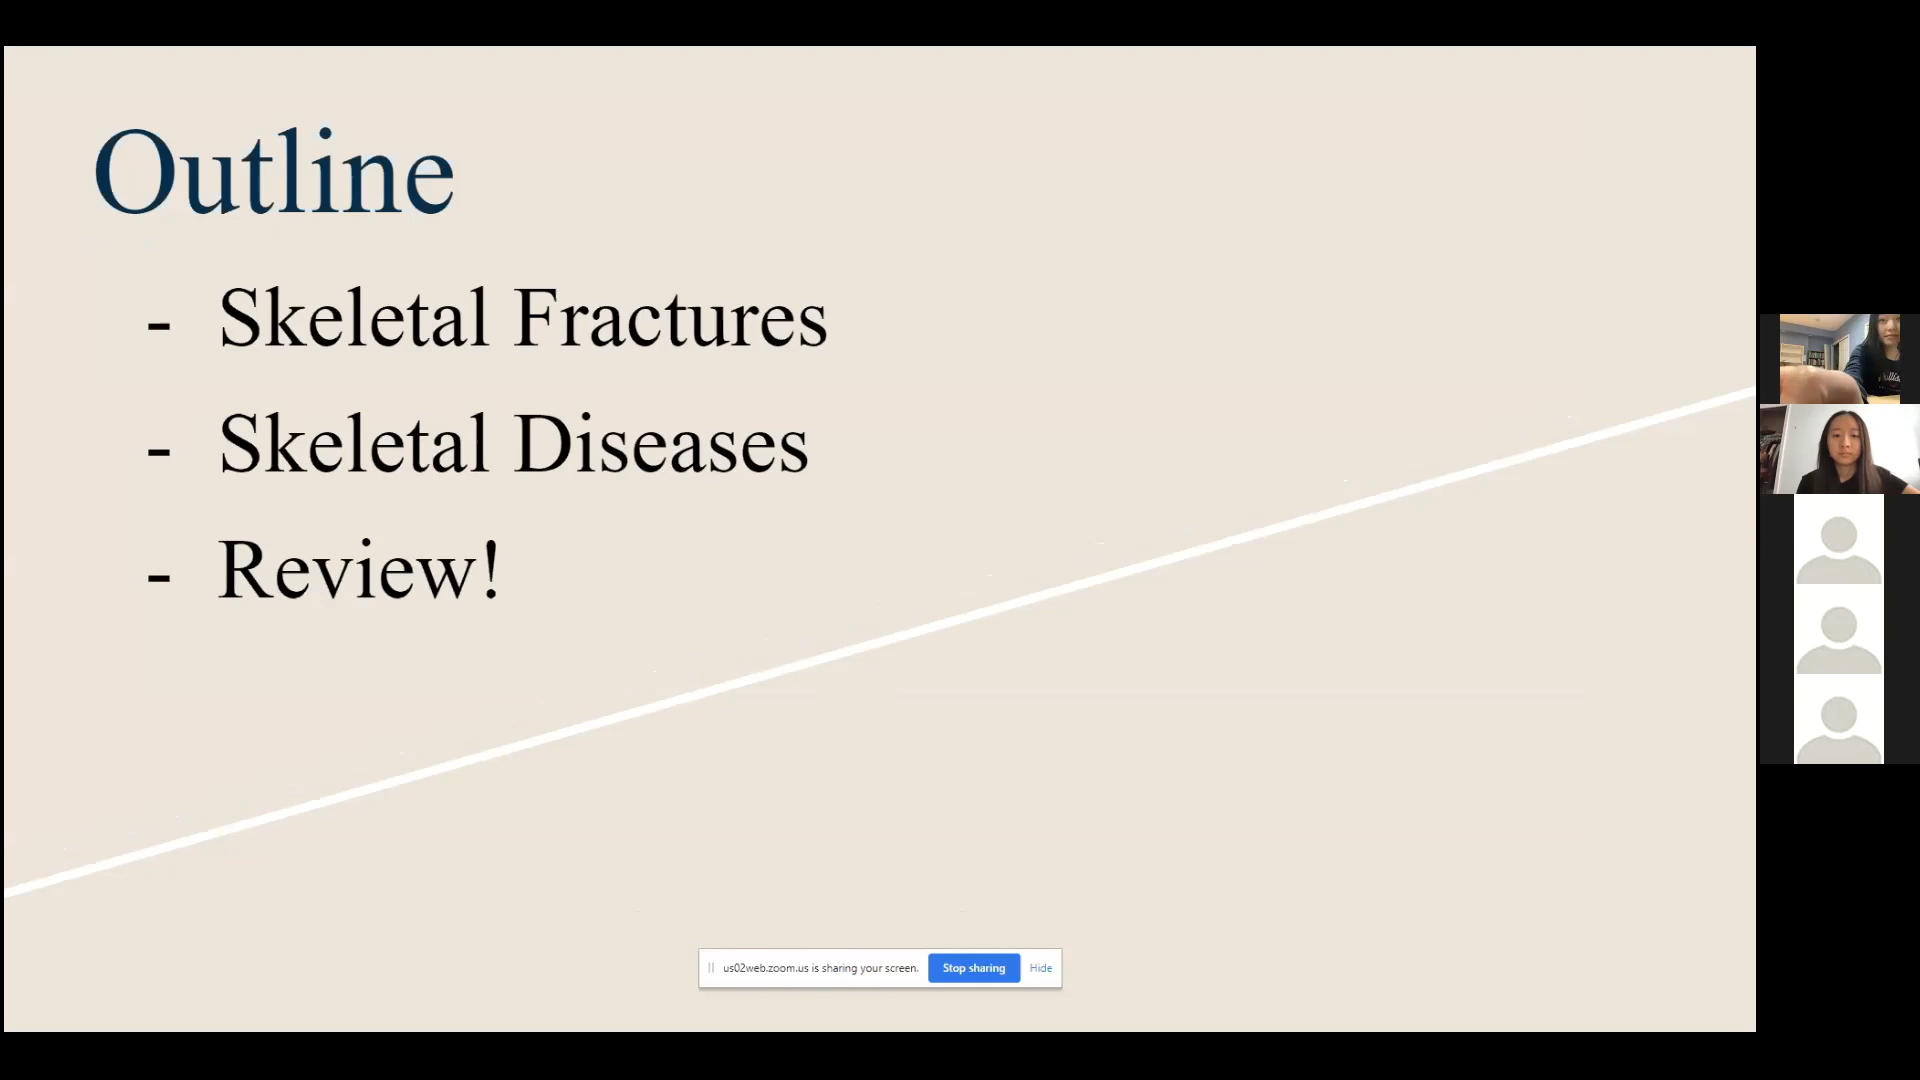 Outline
- Skeletal Fractures
- Skeletal Diseases
- Review!
us02web.zoom.us is sharing your screen. Stop sharing Hide